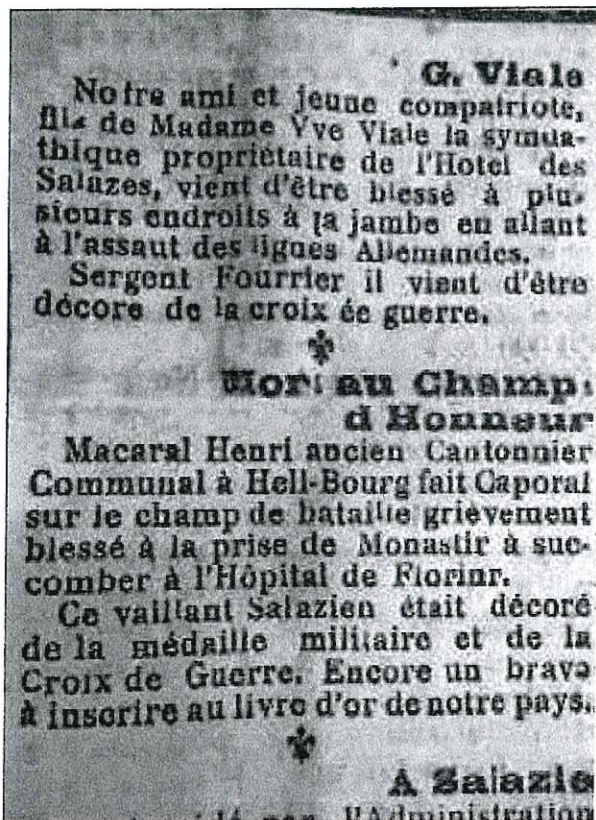 G. Viale
Notre ami et jeune compatriote,
fils de Madame Yve Viale la symua-
thique propriétaire de l'Hotel des
Salazes, vient d'être blessé à plu-
sieurs endroits à la jambe en allant
à l'assaut des lignes Allemandes.
Sergent Fourrier il vient d'être
décore de la croix ée guerre.
Mort au Champ
d Honneur
Macaral Henri ancien Cantonnier
Communal à Hell-Bourg fait Caporal
sur le champ de bataille grièvement
blessé à la prise de Monastir à suc-
comber à l'Hôpital de Florinr.
Ce vaillant Salazien était décoré
de la médaille militaire et de la
Croix de Guerre. Encore un brave
à inscrire au livre d'or de notre pays.
A Salazie
par l'Administration